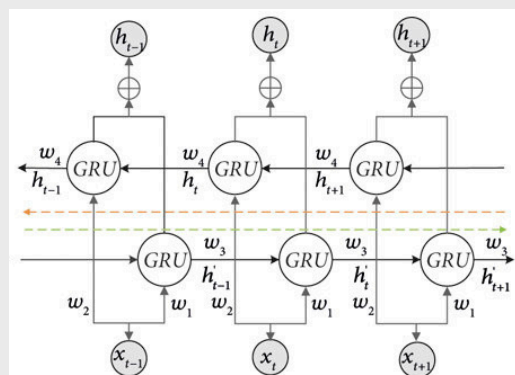 h_{t-1} h_t h_{t+1}
⊕ ⊕ ⊕
w_4 GRU w_4 GRU w_4 GRU
h_{t-1} h_t h_{t+1}
GRU w_3 GRU w_3 GRU w_3
h'_{t-1} h'_t h'_{t+1}
w_2 w_1 w_2 w_1 w_2 w_1
x_{t-1} x_t x_{t+1}